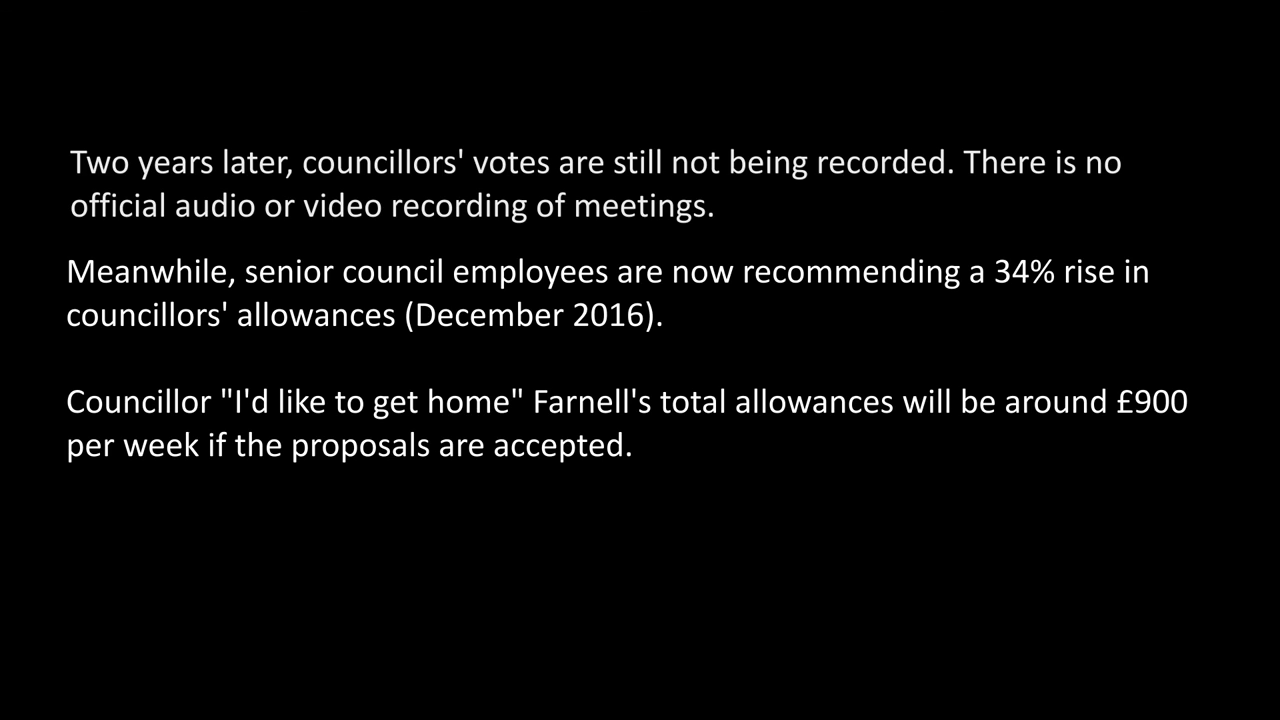 Two years later, councillors' votes are still not being recorded. There is no
official audio or video recording of meetings.
Meanwhile, senior council employees are now recommending a 34% rise in
councillors' allowances (December 2016).
Councillor "I'd like to get home" Farnell's total allowances will be around £900
per week if the proposals are accepted.